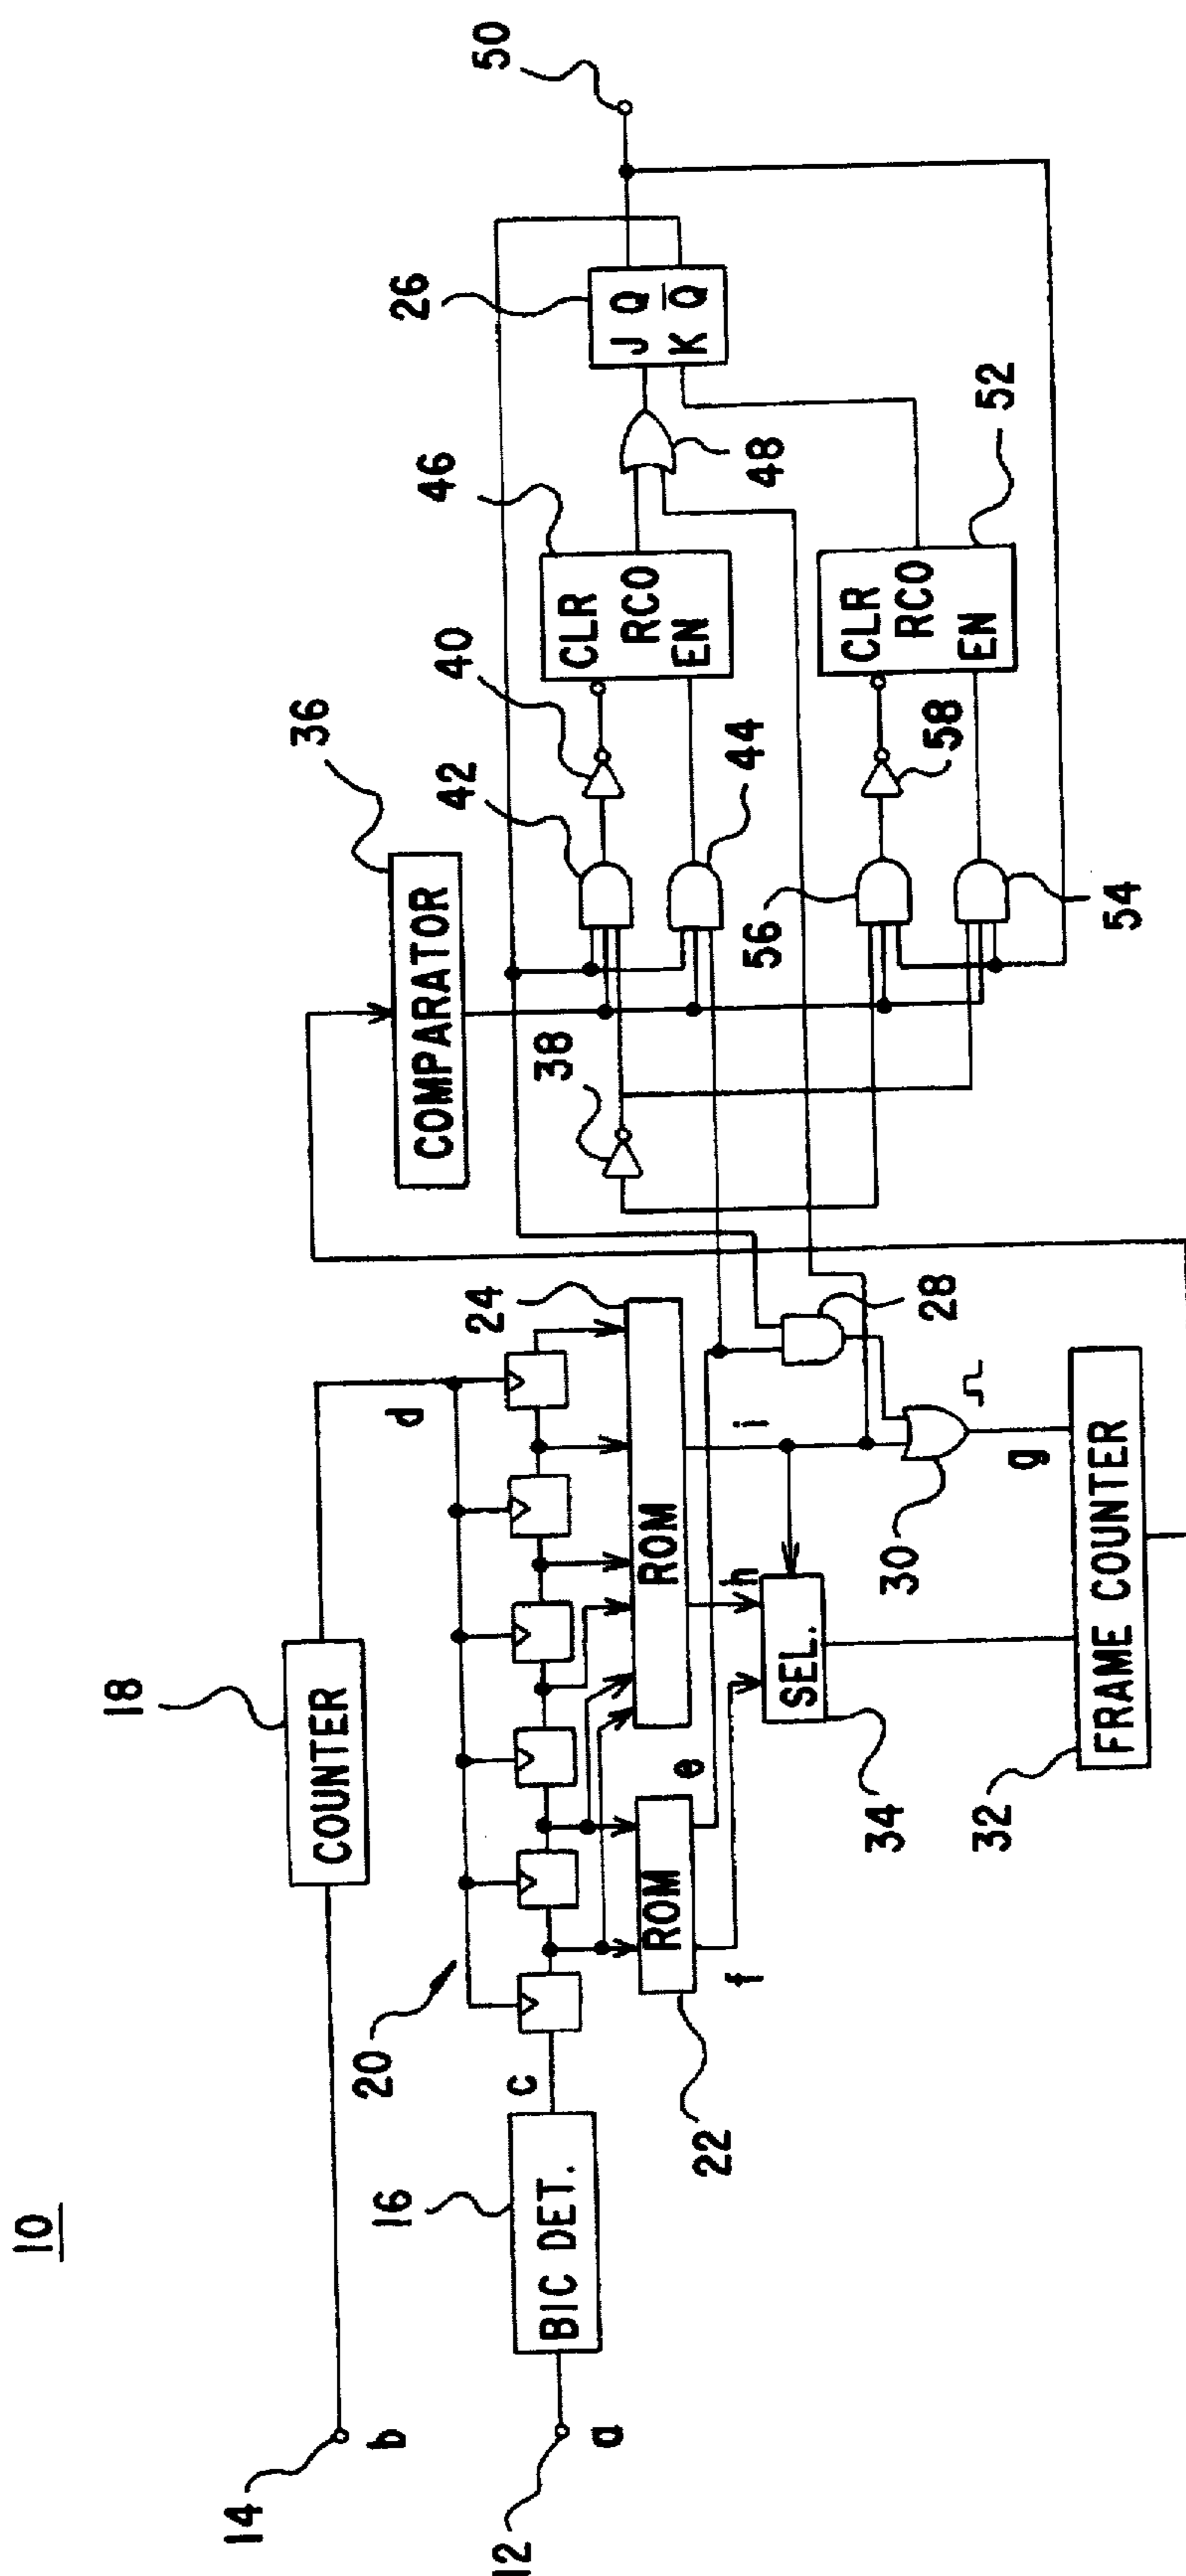 10
14
b
12
a
18
COUNTER
16
BIC DET.
c
20
d
22
ROM
f
e
24
ROM
h
i
34
SEL.
28
30
g
32
FRAME COUNTER
36
COMPARATOR
38
42
40
44
46
CLR
RCO
EN
48
26
J Q
K Q̅
50
56
58
54
CLR
RCO
EN
52